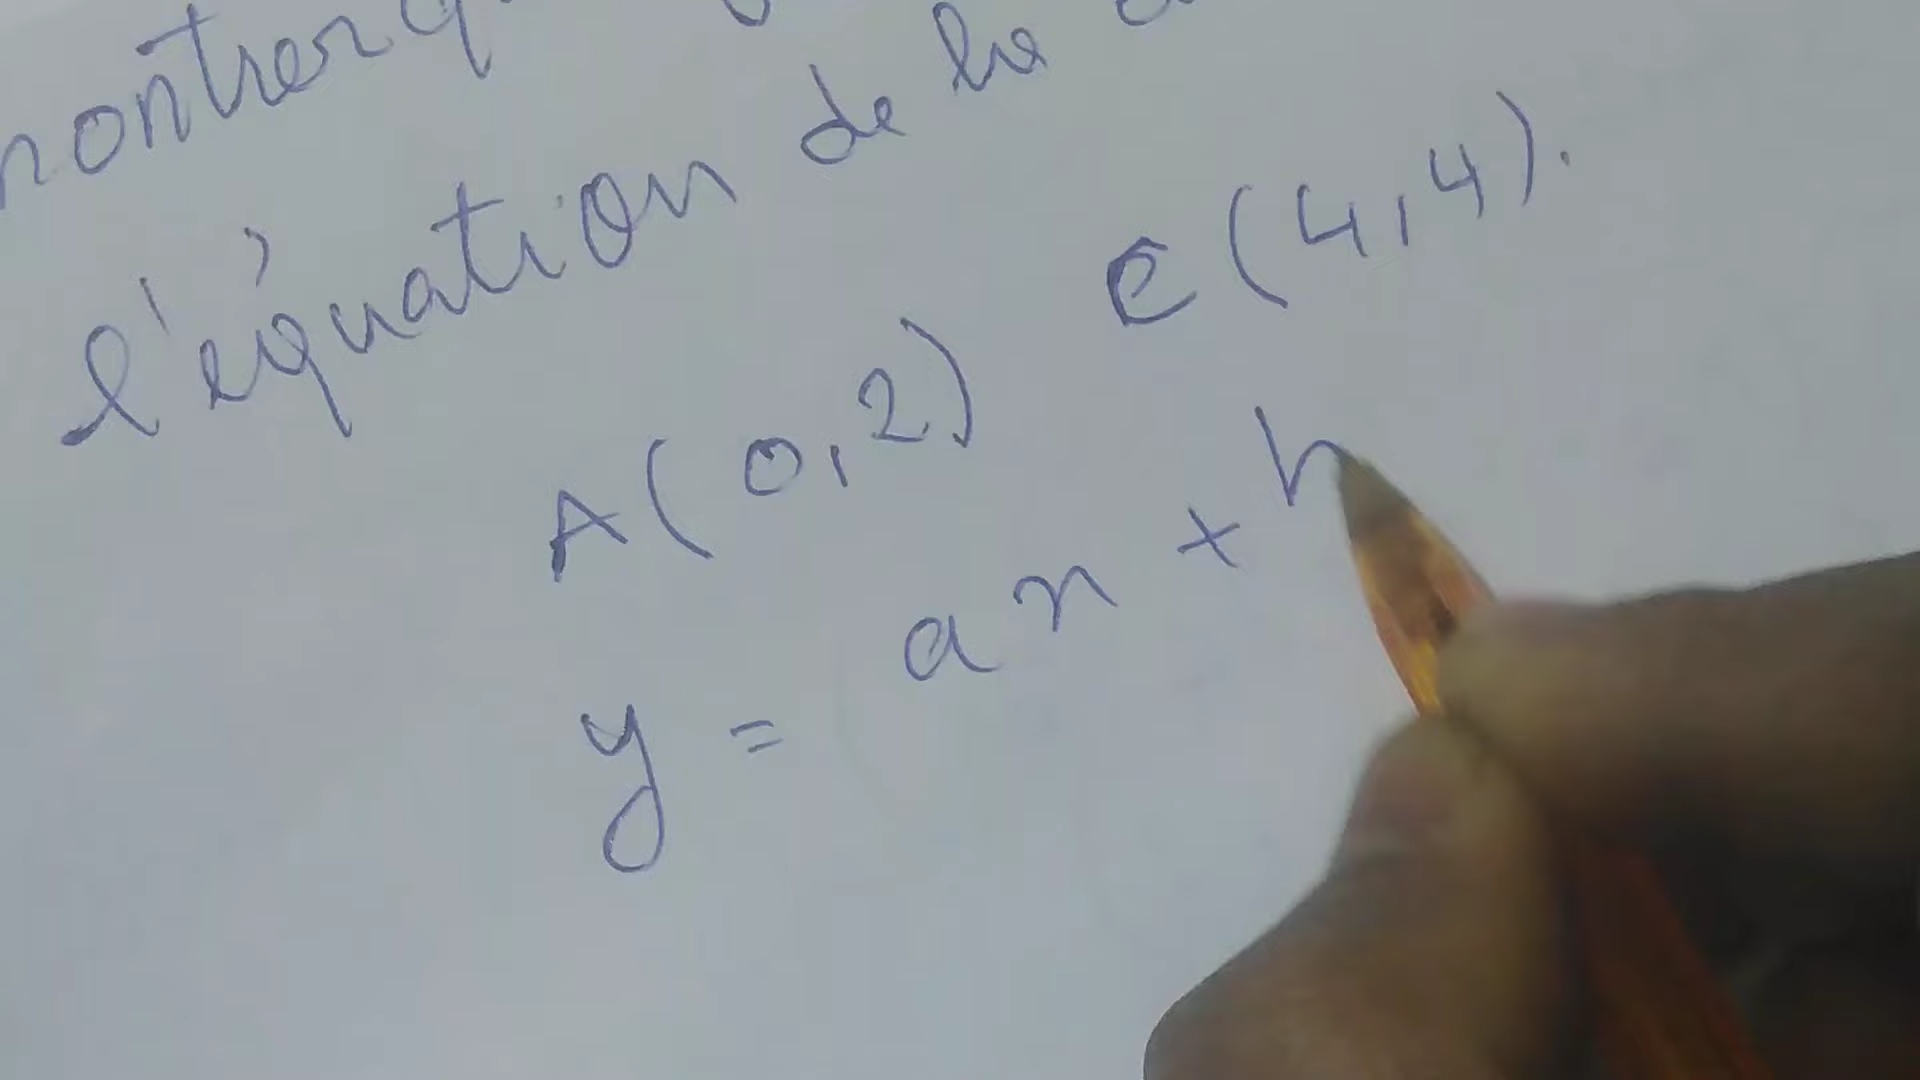 montrer
l'équation de la
A(0,2) C(4,4).
y = ax + b